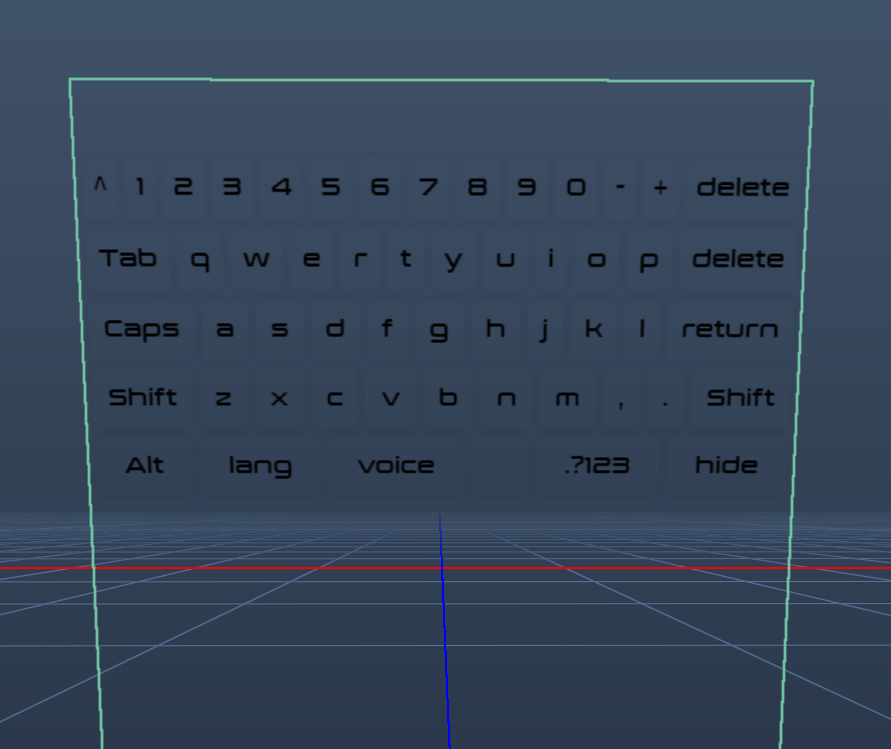 ^ 1 2 3 4 5 6 7 8 9 0 - + delete
Tab q w e r t y u i o p delete
Caps a s d f g h j k l return
Shift z x c v b n m , . Shift
Alt lang voice .?123 hide